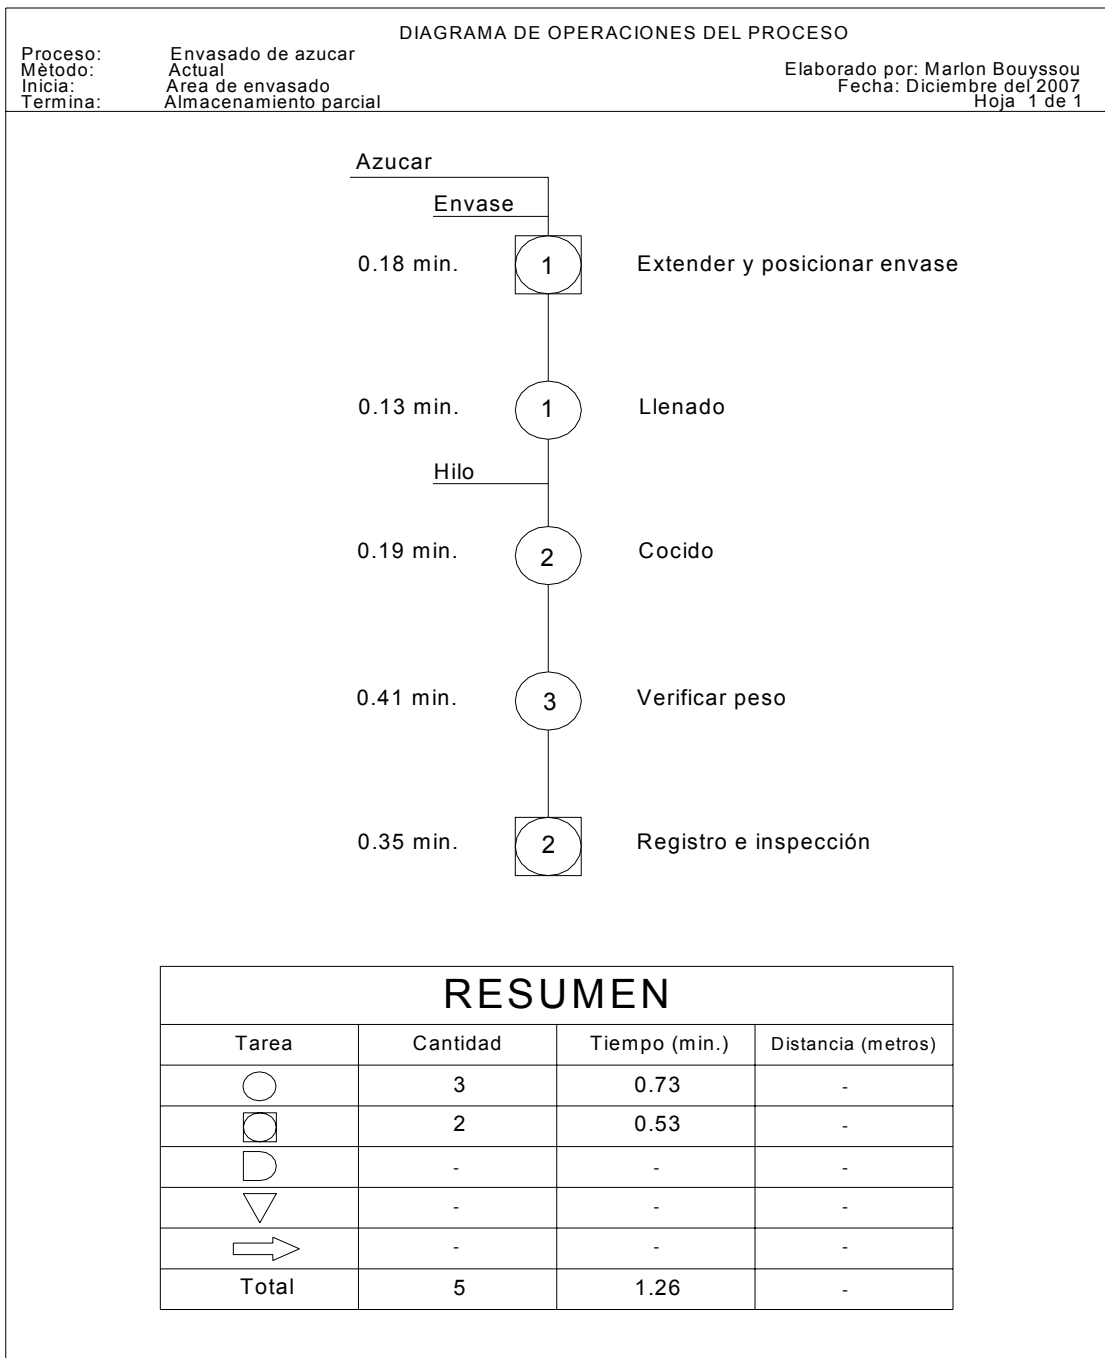 DIAGRAMA DE OPERACIONES DEL PROCESO
Proceso: Envasado de azucar
Mètodo: Actual
Inicia: Area de envasado
Termina: Almacenamiento parcial
Elaborado por: Marlon Bouyssou
Fecha: Diciembre del 2007
Hoja 1 de 1
Azucar
Envase
0.18 min. 1 Extender y posicionar envase
0.13 min. 1 Llenado
Hilo
0.19 min. 2 Cocido
0.41 min. 3 Verificar peso
0.35 min. 2 Registro e inspección
RESUMEN
Tarea Cantidad Tiempo (min.) Distancia (metros)
3 0.73 -
2 0.53 -
- - -
- - -
- - -
Total 5 1.26 -